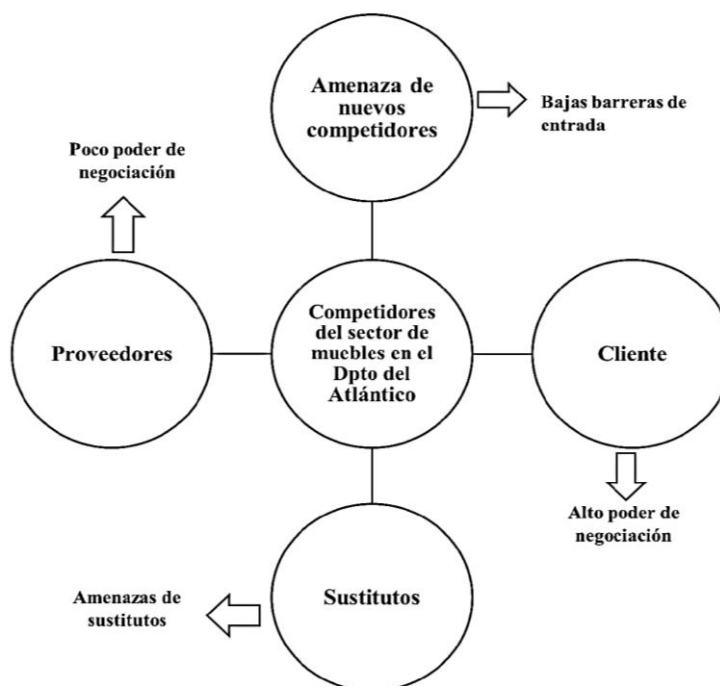 Amenaza de
nuevos
competidores
Bajas barreras de
entrada
Poco poder de
negociación
Proveedores
Competidores
del sector de
muebles en el
Dpto del
Atlántico
Cliente
Alto poder de
negociación
Amenazas de
sustitutos
Sustitutos